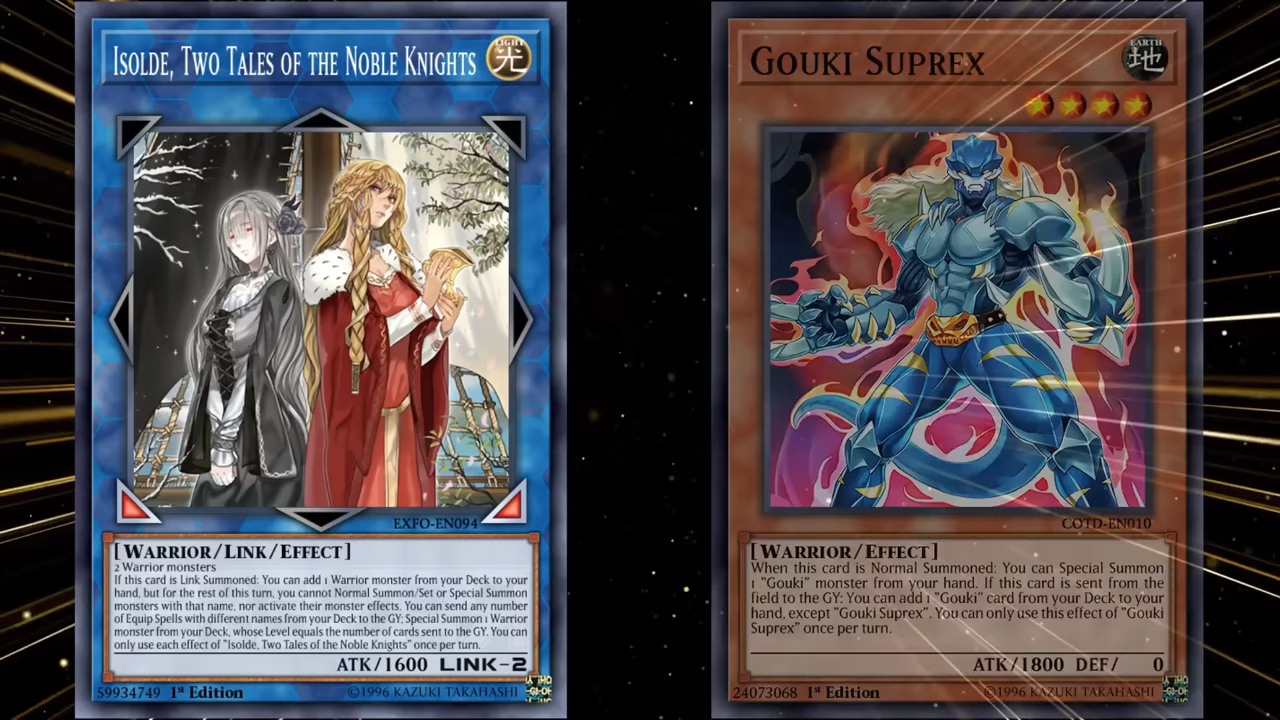 ISOLDE, TWO TALES OF THE NOBLE KNIGHTS
LIGHT
光
EXFO-EN094
[WARRIOR/LINK/EFFECT]
2 Warrior monsters
If this card is Link Summoned: You can add 1 Warrior monster from your Deck to your
hand, but for the rest of this turn, you cannot Normal Summon/Set or Special Summon
monsters with that name, nor activate their monster effects. You can send any number
of Equip Spells with different names from your Deck to the GY; Special Summon 1 Warrior
monster from your Deck, whose Level equals the number of cards sent to the GY. You can
only use each effect of "Isolde, Two Tales of the Noble Knights" once per turn.
ATK/1600 LINK-2
59934749 1st Edition ©1996 KAZUKI TAKAHASHI
GOUKI SUPREX
EARTH
地
COTD-EN010
[WARRIOR/EFFECT]
When this card is Normal Summoned: You can Special Summon
1 "Gouki" monster from your hand. If this card is sent from the
field to the GY: You can add 1 "Gouki" card from your Deck to your
hand, except "Gouki Suprex". You can only use this effect of "Gouki
Suprex" once per turn.
ATK/1800 DEF/ 0
24073068 1st Edition ©1996 KAZUKI TAKAHASHI